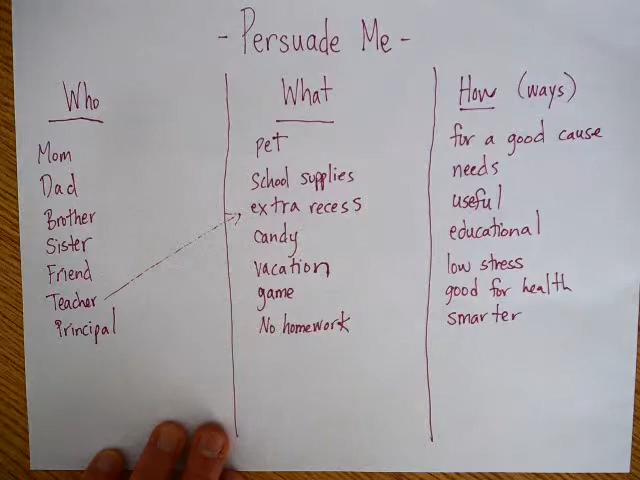 - Persuade Me -
Who
Mom
Dad
Brother
Sister
Friend
Teacher
Principal
What
pet
school supplies
extra recess
candy
vacation
game
No homework
How (ways)
for a good cause
needs
useful
educational
low stress
good for health
smarter